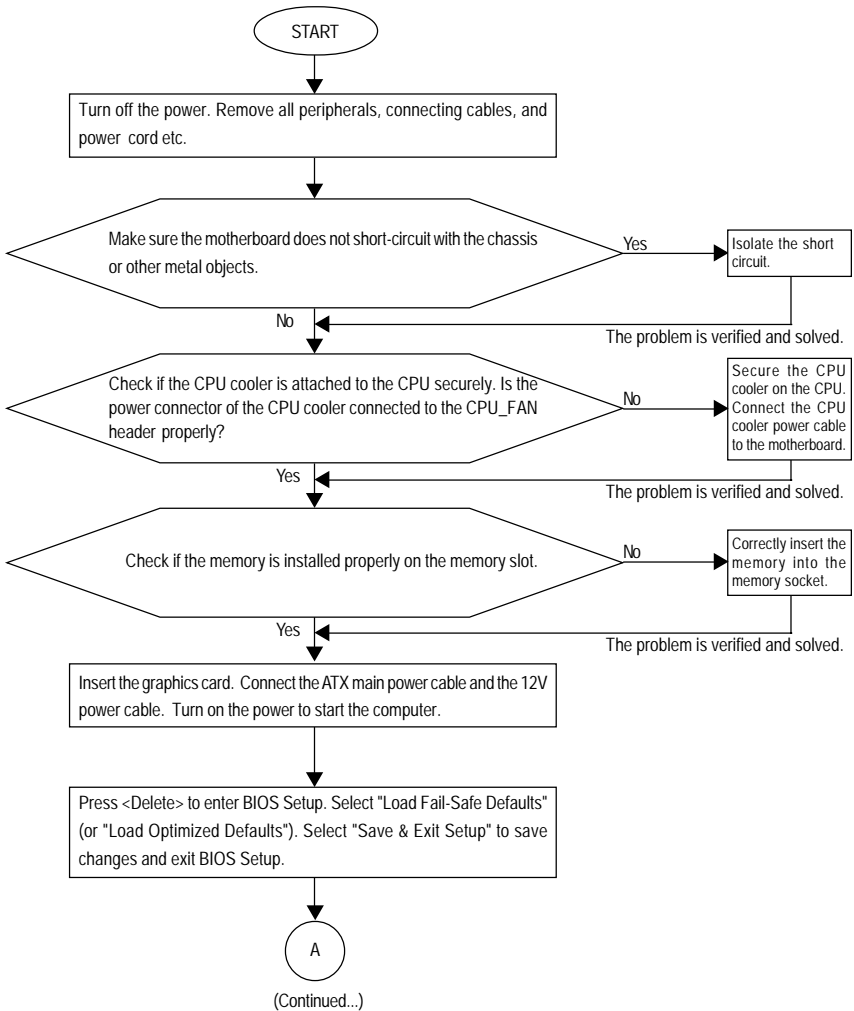 START
Turn off the power. Remove all peripherals, connecting cables, and
power cord etc.
Make sure the motherboard does not short-circuit with the chassis
or other metal objects.
Yes
Isolate the short
circuit.
No
The problem is verified and solved.
Check if the CPU cooler is attached to the CPU securely. Is the
power connector of the CPU cooler connected to the CPU_FAN
header properly?
No
Secure the CPU
cooler on the CPU.
Connect the CPU
cooler power cable
to the motherboard.
Yes
The problem is verified and solved.
Check if the memory is installed properly on the memory slot.
No
Correctly insert the
memory into the
memory socket.
Yes
The problem is verified and solved.
Insert the graphics card. Connect the ATX main power cable and the 12V
power cable. Turn on the power to start the computer.
Press <Delete> to enter BIOS Setup. Select "Load Fail-Safe Defaults"
(or "Load Optimized Defaults"). Select "Save & Exit Setup" to save
changes and exit BIOS Setup.
A
(Continued...)